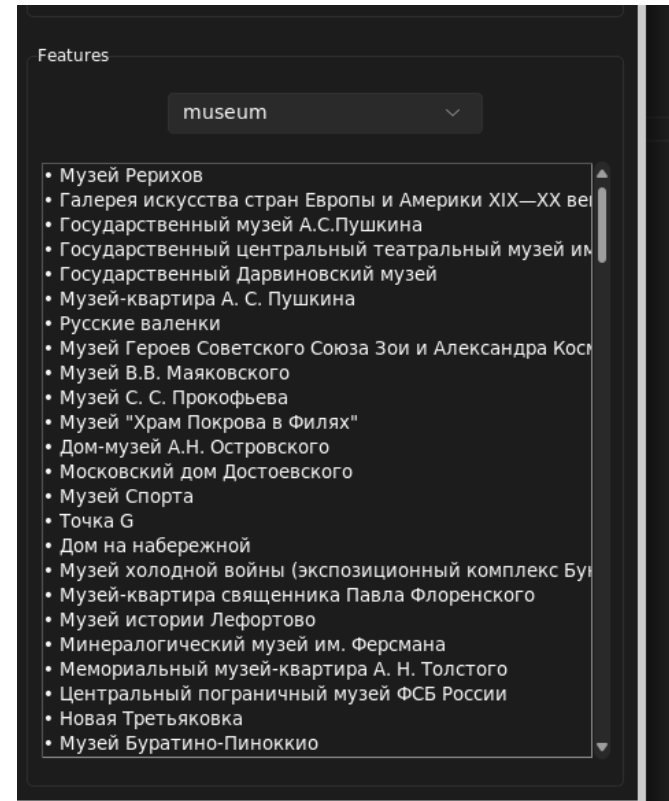 Features
museum
• Музей Рерихов
• Галерея искусства стран Европы и Америки XIX—XX
• Государственный музей А.С.Пушкина
• Государственный центральный театральный музей
• Государственный Дарвиновский музей
• Музей-квартира А. С. Пушкина
• Русские валенки
• Музей Героев Советского Союза Зои и Александра
• Музей В.В. Маяковского
• Музей С. С. Прокофьева
• Музей "Храм Покрова в Филях"
• Дом-музей А.Н. Островского
• Московский дом Достоевского
• Музей Спорта
• Точка G
• Дом на набережной
• Музей холодной войны (экспозиционный комплекс
• Музей-квартира священника Павла Флоренского
• Музей истории Лефортово
• Минералогический музей им. Ферсмана
• Мемориальный музей-квартира А. Н. Толстого
• Центральный пограничный музей ФСБ России
• Новая Третьяковка
• Музей Буратино-Пиноккио